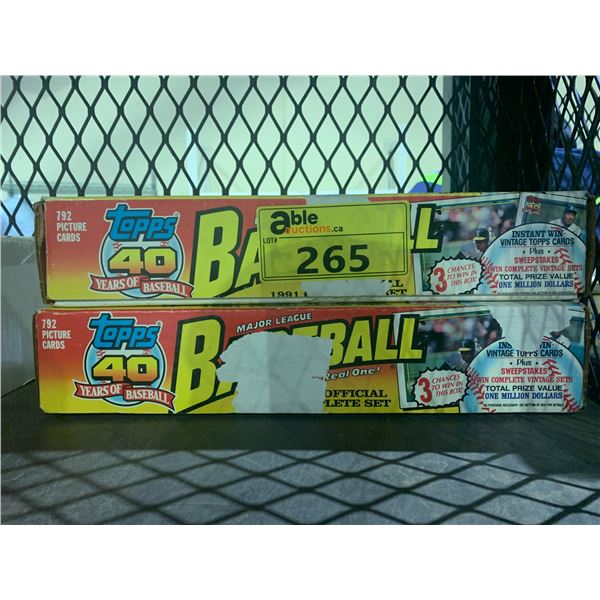 792
PICTURE
CARDS
Topps
40
YEARS OF BASEBALL
able
auctions.ca
LOT#
265
1991
3 CHANCES
TO WIN IN
THIS BOX!
INSTANT WIN
VINTAGE TOPPS CARDS
Plus
SWEEPSTAKES
WIN COMPLETE VINTAGE SETS
TOTAL PRIZE VALUE
ONE MILLION DOLLARS
792
PICTURE
CARDS
Topps
40
YEARS OF BASEBALL
MAJOR LEAGUE
Real One!
OFFICIAL
SET
3 CHANCES
TO WIN IN
THIS BOX!
VINTAGE TOPPS CARDS
Plus
SWEEPSTAKES
WIN COMPLETE VINTAGE SETS
TOTAL PRIZE VALUE
ONE MILLION DOLLARS